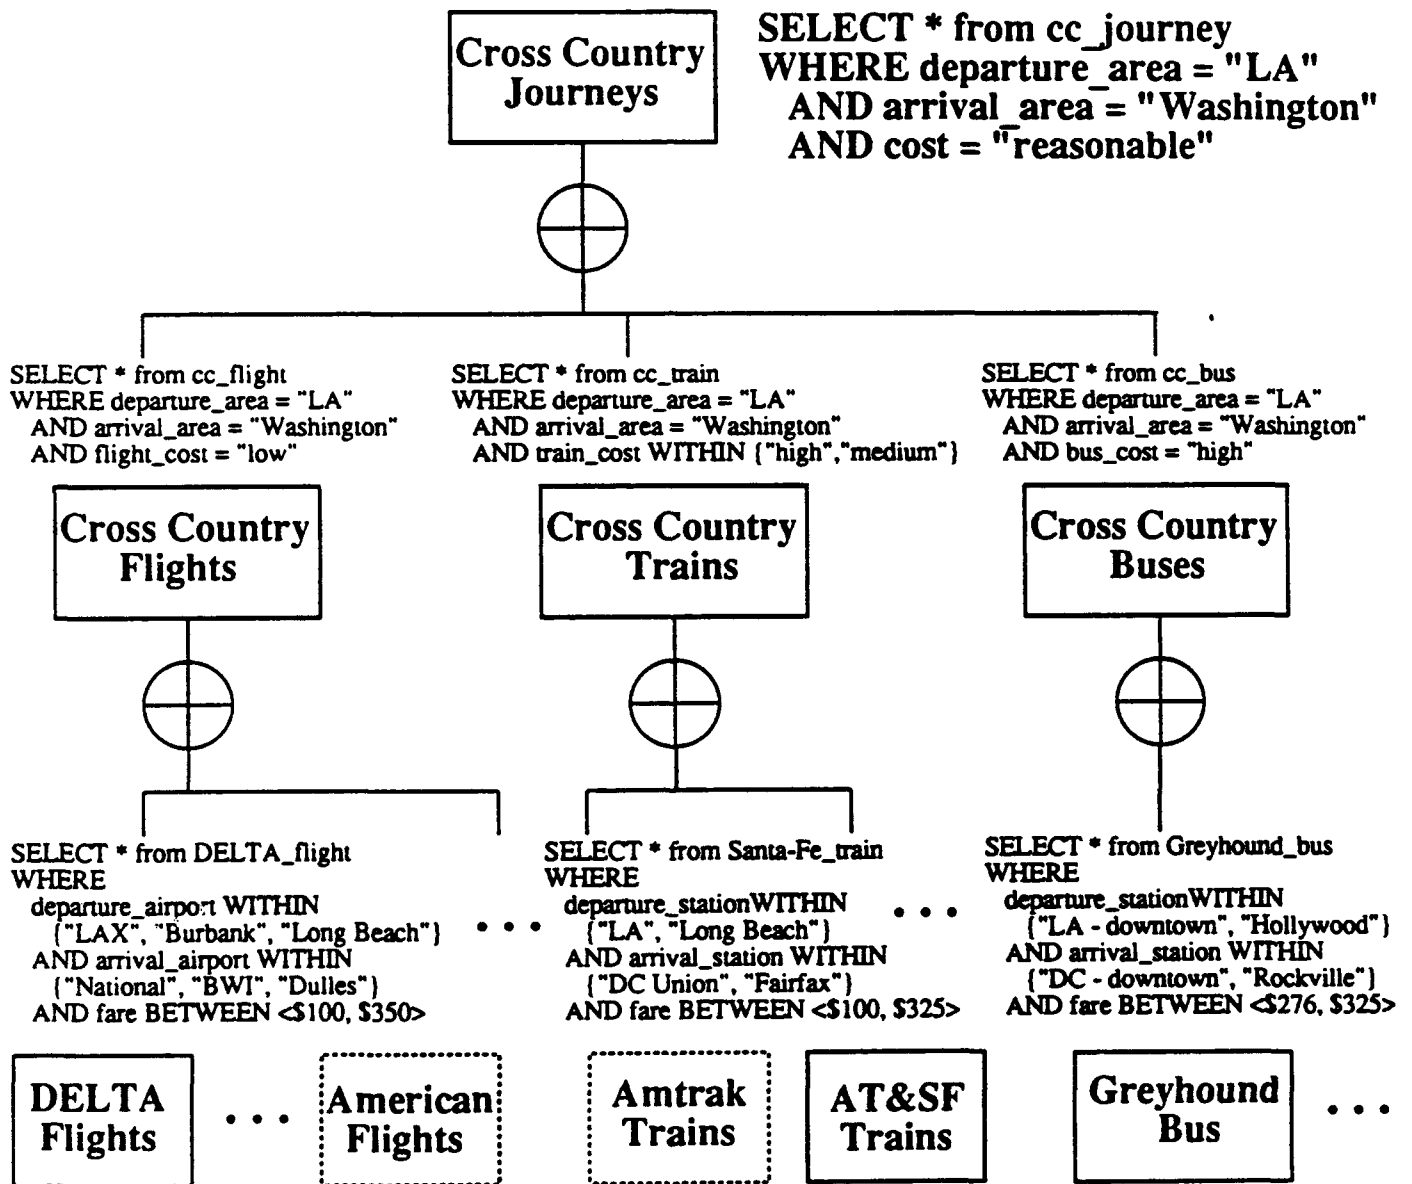 Cross Country
Journeys
SELECT * from cc_journey
WHERE departure_area = "LA"
AND arrival_area = "Washington"
AND cost = "reasonable"
SELECT * from cc_flight
WHERE departure_area = "LA"
AND arrival_area = "Washington"
AND flight_cost = "low"
SELECT * from cc_train
WHERE departure_area = "LA"
AND arrival_area = "Washington"
AND train_cost WITHIN {"high","medium"}
SELECT * from cc_bus
WHERE departure_area = "LA"
AND arrival_area = "Washington"
AND bus_cost = "high"
Cross Country
Flights
Cross Country
Trains
Cross Country
Buses
SELECT * from DELTA_flight
WHERE
departure_airport WITHIN
{"LAX", "Burbank", "Long Beach"}
AND arrival_airport WITHIN
{"National", "BWI", "Dulles"}
AND fare BETWEEN <$100, $350>
• • •
SELECT * from Santa-Fe_train
WHERE
departure_stationWITHIN
{"LA", "Long Beach"}
AND arrival_station WITHIN
{"DC Union", "Fairfax"}
AND fare BETWEEN <$100, $325>
• • •
SELECT * from Greyhound_bus
WHERE
departure_stationWITHIN
{"LA - downtown", "Hollywood"}
AND arrival_station WITHIN
{"DC - downtown", "Rockville"}
AND fare BETWEEN <$276, $325>
DELTA
Flights
• • •
American
Flights
Amtrak
Trains
AT&SF
Trains
Greyhound
Bus
• • •